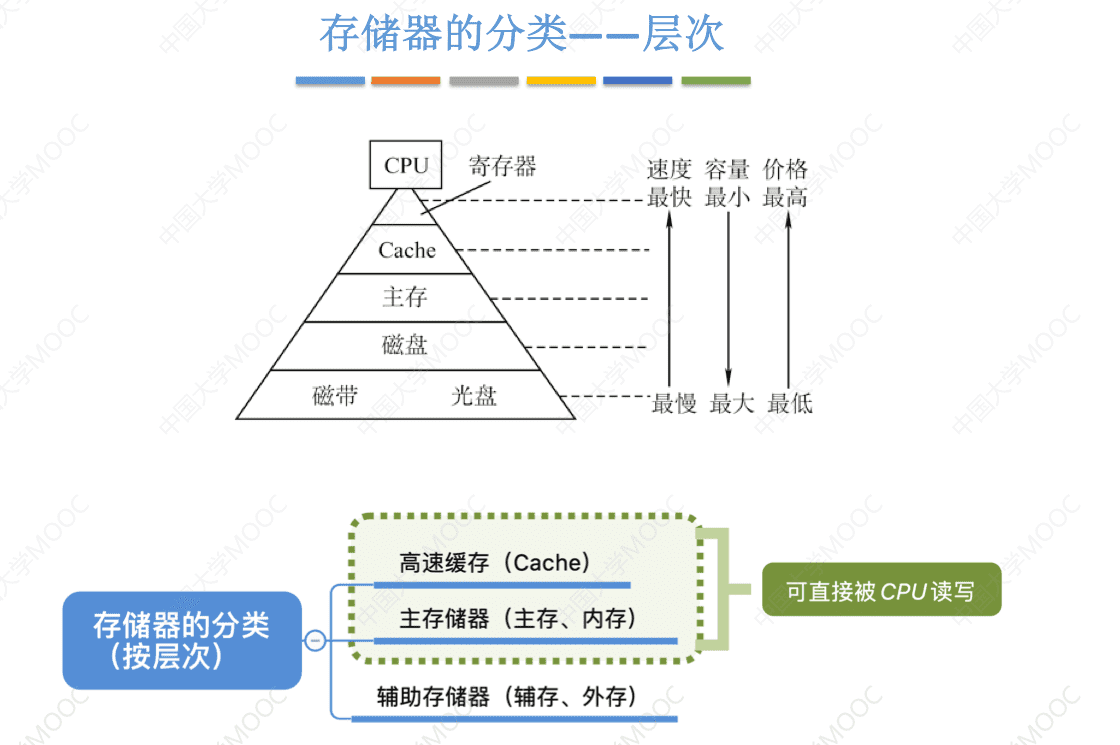 存储器的分类——层次
CPU
寄存器
速度 容量 价格
最快 最小 最高
Cache
主存
磁盘
磁带 光盘
最慢 最大 最低
高速缓存（Cache）
主存储器（主存、内存）
可直接被CPU读写
存储器的分类
（按层次）
辅助存储器（辅存、外存）
中国大学MOOC